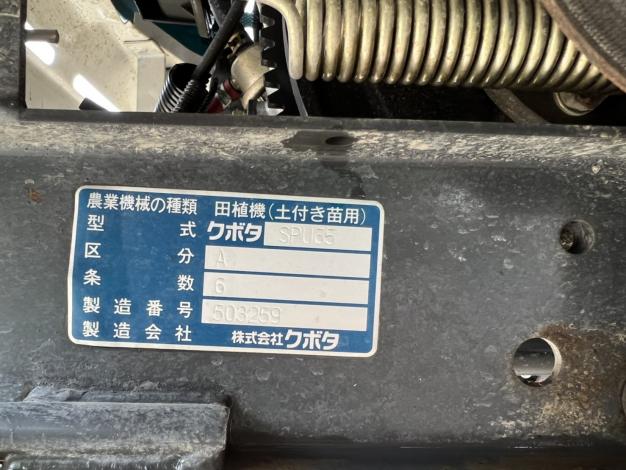 農業機械の種類 田植機(土付き苗用)
型式 クボタ SPU65
区分 A
条数 6
製造番号 503259
製造会社 株式会社クボタ